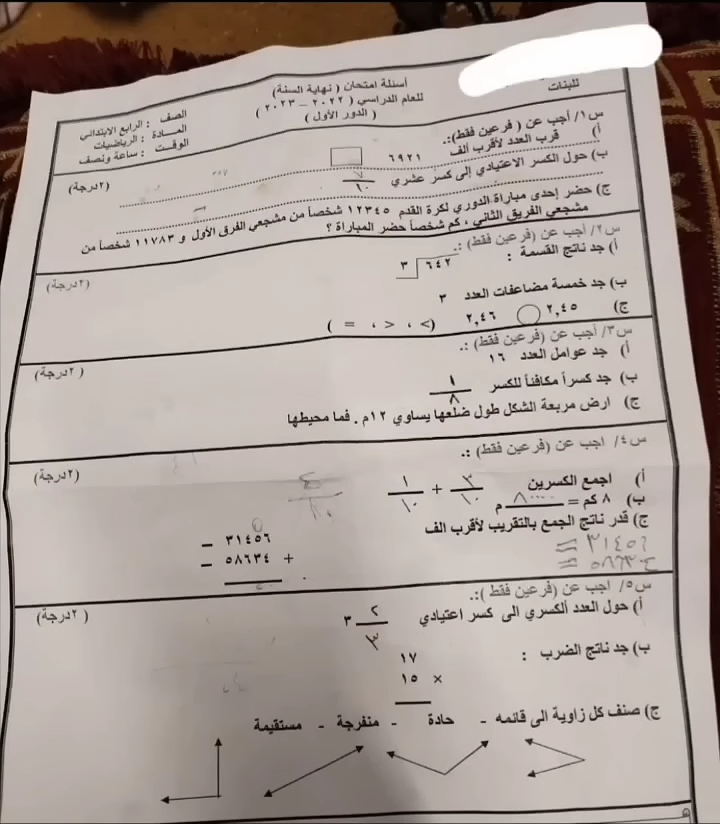 للبنات
أسئلة امتحان ( نهاية السنة )
للعام الدراسي ( ٢٠٢٢ – ٢٠٢٣ )
( الدور الأول )
الصف : الرابع الابتدائي
المادة : الرياضيات
الوقت : ساعة ونصف
س١/ أجب عن ( فرعين فقط):.
أ) قرب العدد لأقرب ألف ٦٩٢١
ب) حول الكسر الاعتيادي إلى كسر عشري ٧/١٠
(٢درجة)
ج) حضر إحدى مباراة الدوري لكرة القدم ١٢٣٤٥ شخصاً من مشجعي الفرق الأول و ١١٧٨٣ شخصاً من
مشجعي الفريق الثاني ، كم شخصاً حضر المباراة ؟
س٢/ أجب عن (فرعين فقط) :.
(٢درجة)
أ) جد ناتج القسمة : ٣ ٦٤٢
ب) جد خمسة مضاعفات العدد ٣
ج) ٢,٤٥ ٢,٤٦ (> ، < ، = )
س٣/ أجب عن (فرعين فقط) :.
(٢درجة)
أ) جد عوامل العدد ١٦
ب) جد كسراً مكافئاً للكسر ١/٨
ج) ارض مربعة الشكل طول ضلعها يساوي ١٢م . فما محيطها
س٤/ اجب عن (فرعين فقط) :.
(٢درجة)
أ) اجمع الكسرين ٣/١٠ + ١/١٠
ب) ٨ كم = ٨٠٠٠ م
ج) قدر ناتج الجمع بالتقريب لأقرب الف
٣١٤٥٦ =
+ ٥٨٦٣٤ =
٣١٤٥٦ =
٥٨٦٣٤ =
س٥/ اجب عن (فرعين فقط ):.
(٢درجة)
أ) حول العدد ألكسري الى كسر اعتيادي ٣ ٢/٣
ب) جد ناتج الضرب :
١٧
× ١٥
ج) صنف كل زاوية الى قائمه - حادة - منفرجة - مستقيمة